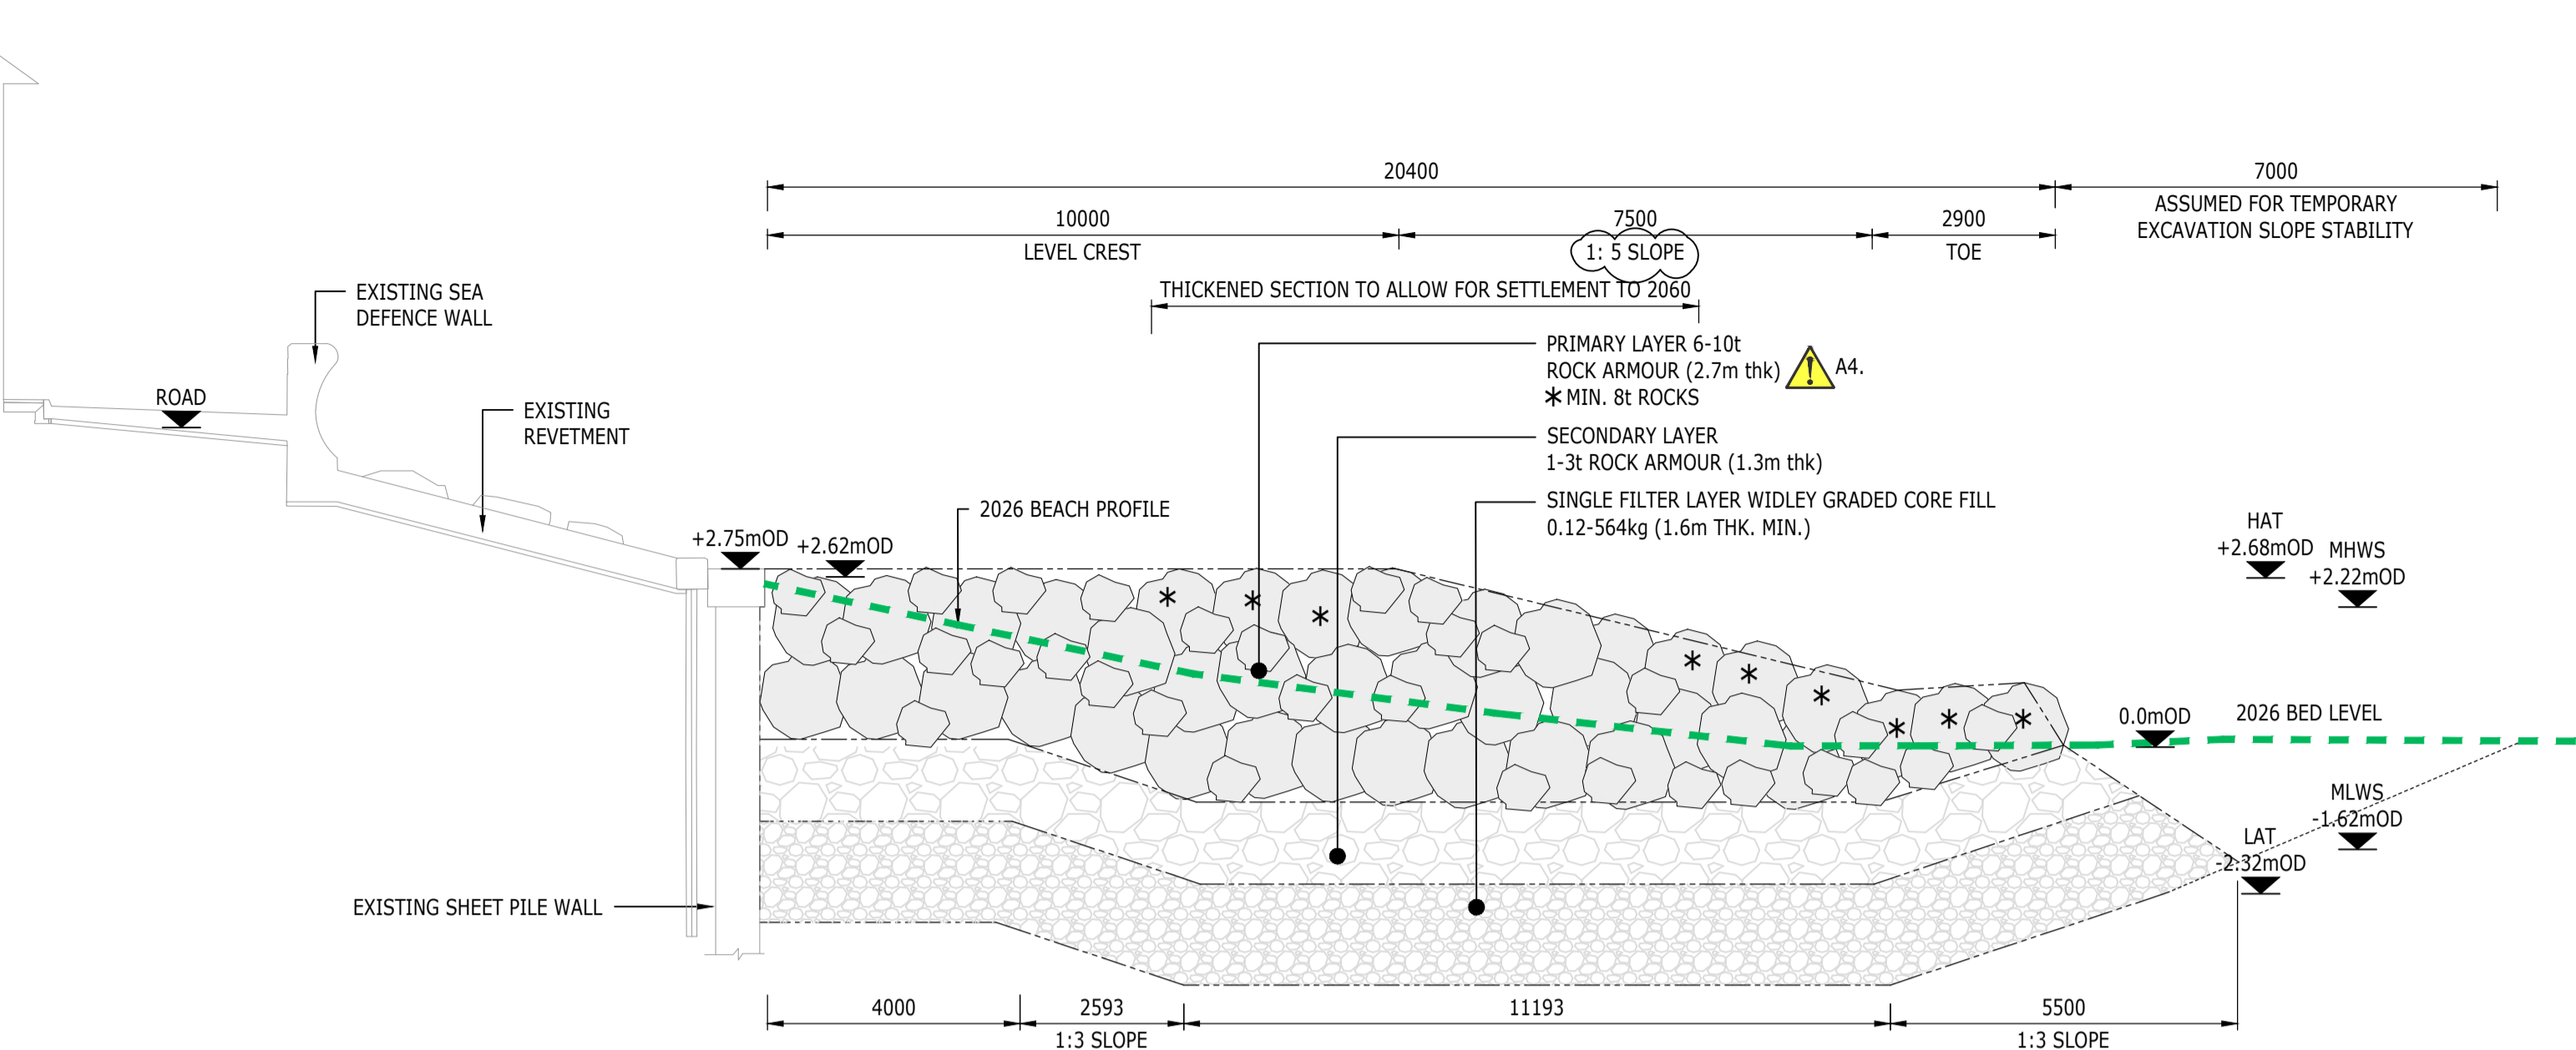 20400
7000
ASSUMED FOR TEMPORARY
EXCAVATION SLOPE STABILITY
10000
LEVEL CREST
7500
1: 5 SLOPE
2900
TOE
THICKENED SECTION TO ALLOW FOR SETTLEMENT TO 2060
EXISTING SEA
DEFENCE WALL
PRIMARY LAYER 6-10t
ROCK ARMOUR (2.7m thk)
* MIN. 8t ROCKS
! A4.
ROAD
EXISTING
REVETMENT
SECONDARY LAYER
1-3t ROCK ARMOUR (1.3m thk)
SINGLE FILTER LAYER WIDLEY GRADED CORE FILL
0.12-564kg (1.6m THK. MIN.)
2026 BEACH PROFILE
+2.75mOD
+2.62mOD
HAT
+2.68mOD
MHWS
+2.22mOD
* * *
* * * * * *
0.0mOD
2026 BED LEVEL
MLWS
-1.62mOD
LAT
-2.32mOD
EXISTING SHEET PILE WALL
4000
2593
1:3 SLOPE
11193
5500
1:3 SLOPE